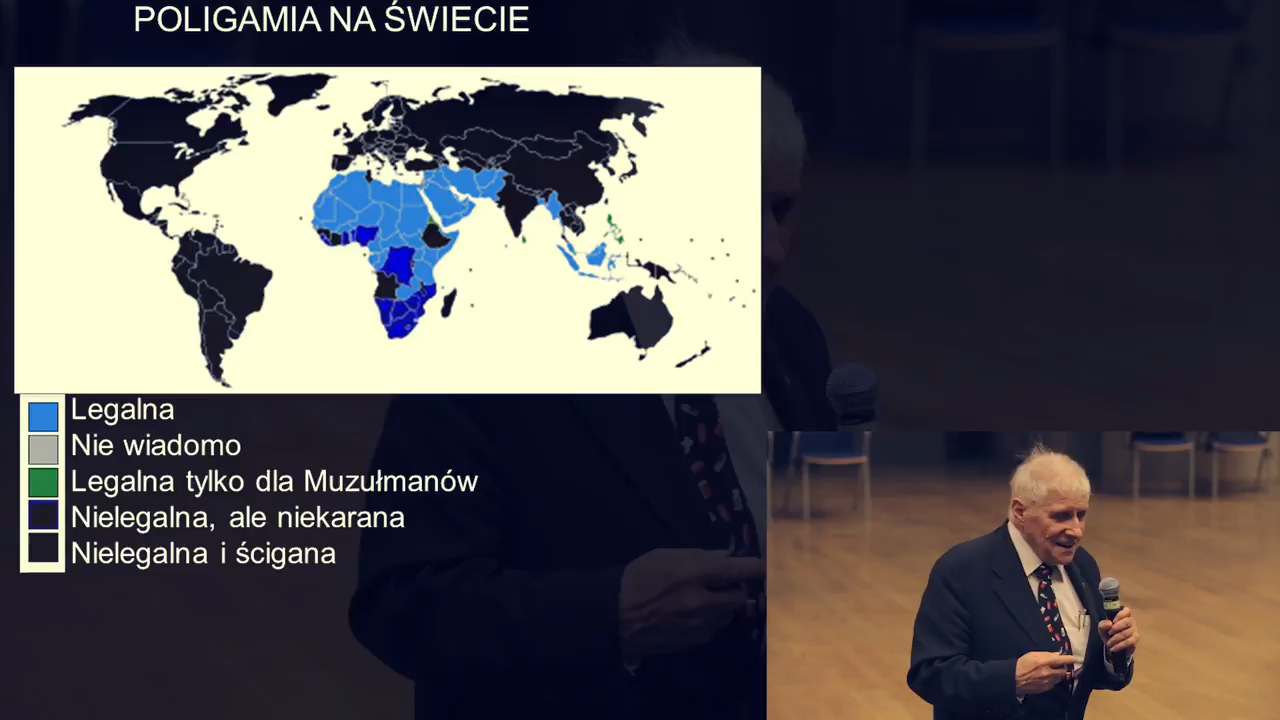 POLIGAMIA NA ŚWIECIE
Legalna
Nie wiadomo
Legalna tylko dla Muzułmanów
Nielegalna, ale niekarana
Nielegalna i ścigana